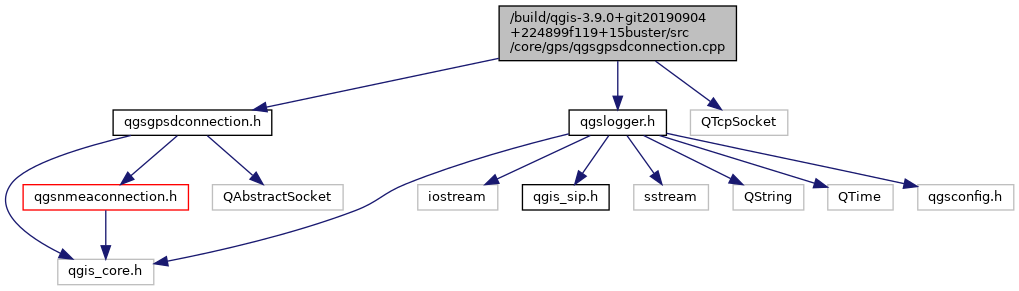 /build/qgis-3.9.0+git20190904
+224899f119+15buster/src
/core/gps/qgsgpsdconnection.cpp
qgsgpsdconnection.h
qgslogger.h
QTcpSocket
qgsnmeaconnection.h
QAbstractSocket
iostream
qgis_sip.h
sstream
QString
QTime
qgsconfig.h
qgis_core.h